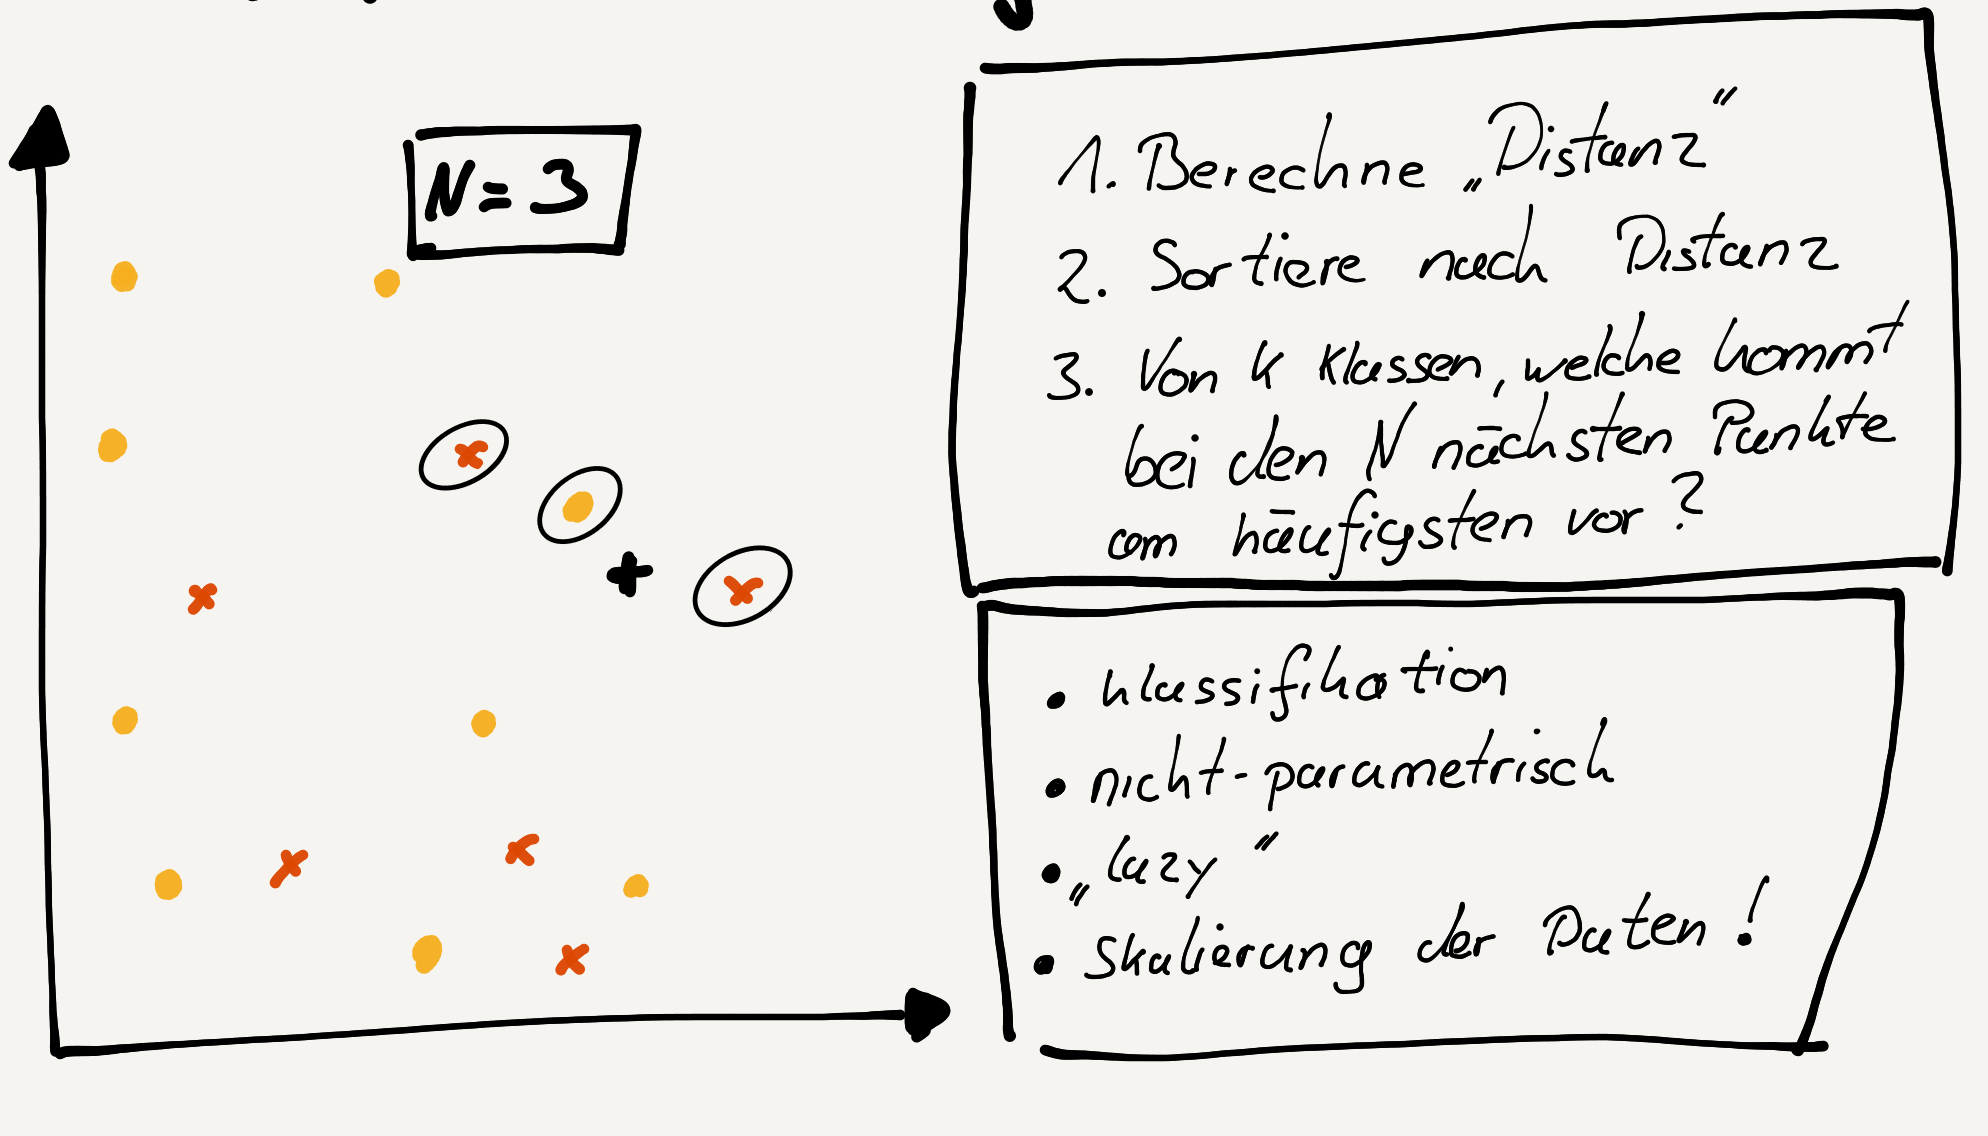 N = 3
1. Berechne „Distanz"
2. Sortiere nach Distanz
3. Von K Klassen, welche kommt
bei den N nächsten Punkte
am häufigsten vor?
• Klassifikation
• nicht-parametrisch
• „lazy"
• Skalierung der Daten!